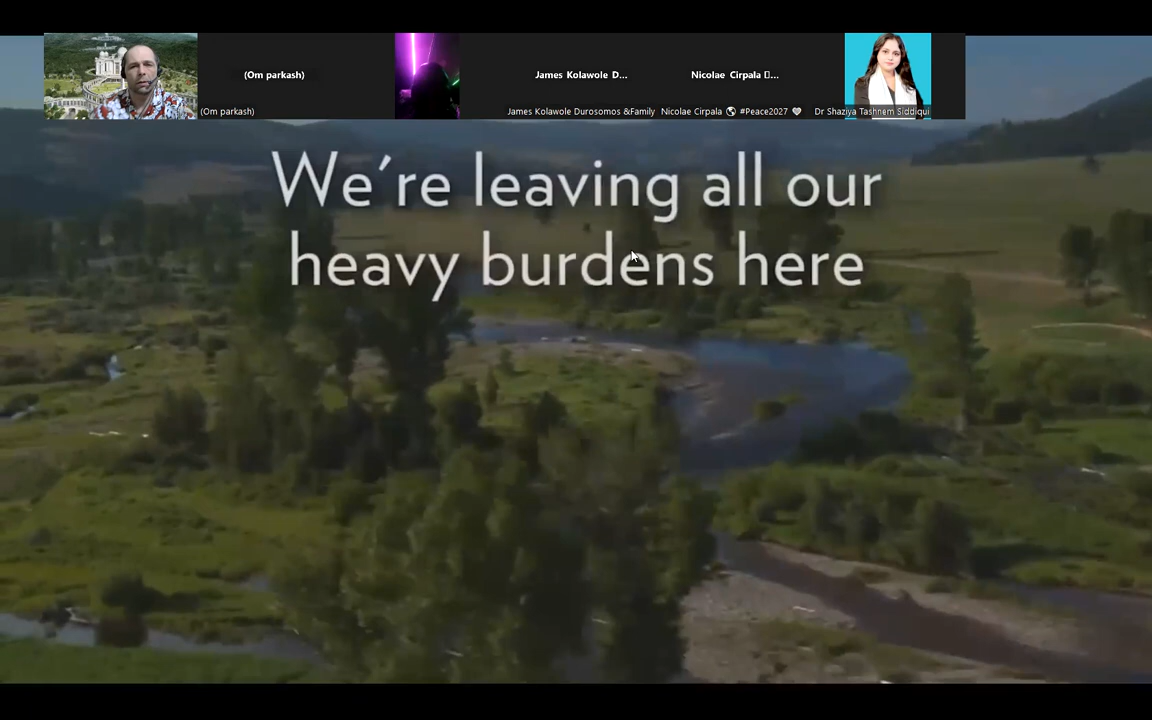 (Om parkash)
James Kolawole D...
Nicolae Cirpala ▯...
(Om parkash)
James Kolawole Durosomos &Family
Nicolae Cirpala 🌎 #Peace2027 🤍
Dr Shaziya Tashnem Siddiqui
We're leaving all our
heavy burdens here